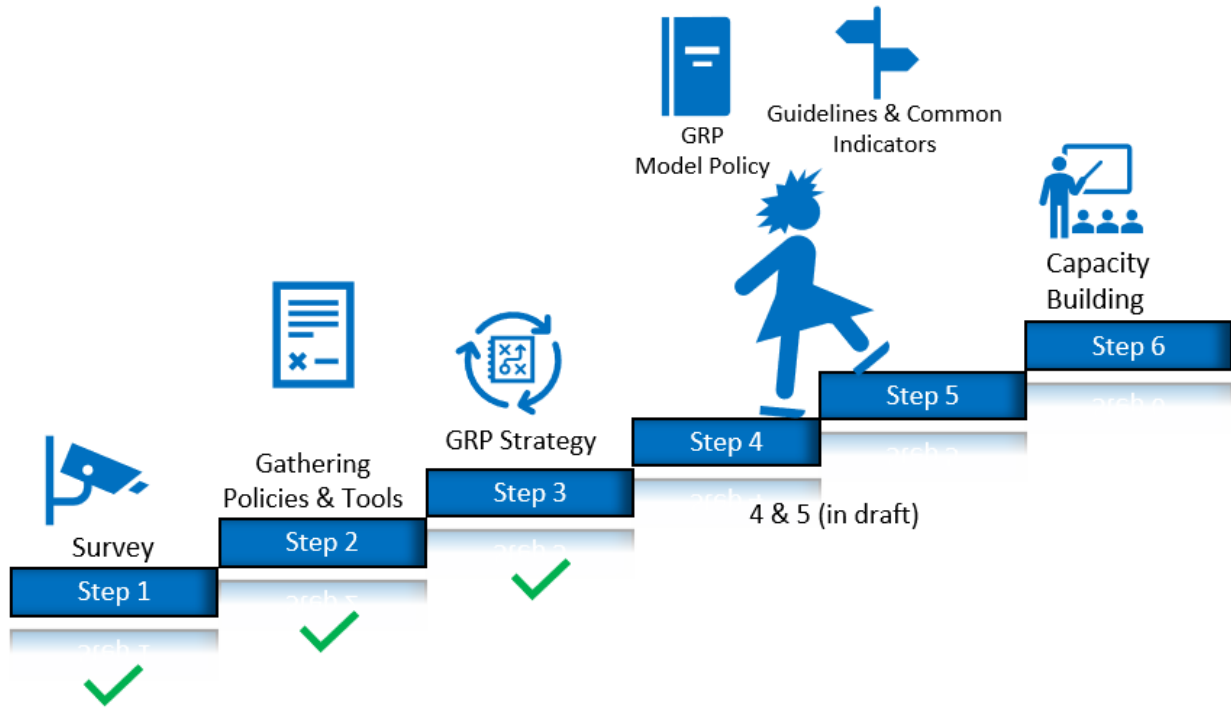 GRP
Model Policy
Guidelines & Common
Indicators
Capacity
Building
Step 6
Step 5
GRP Strategy
Step 4
Gathering
Policies & Tools
Step 3
4 & 5 (in draft)
Survey
Step 2
Step 1